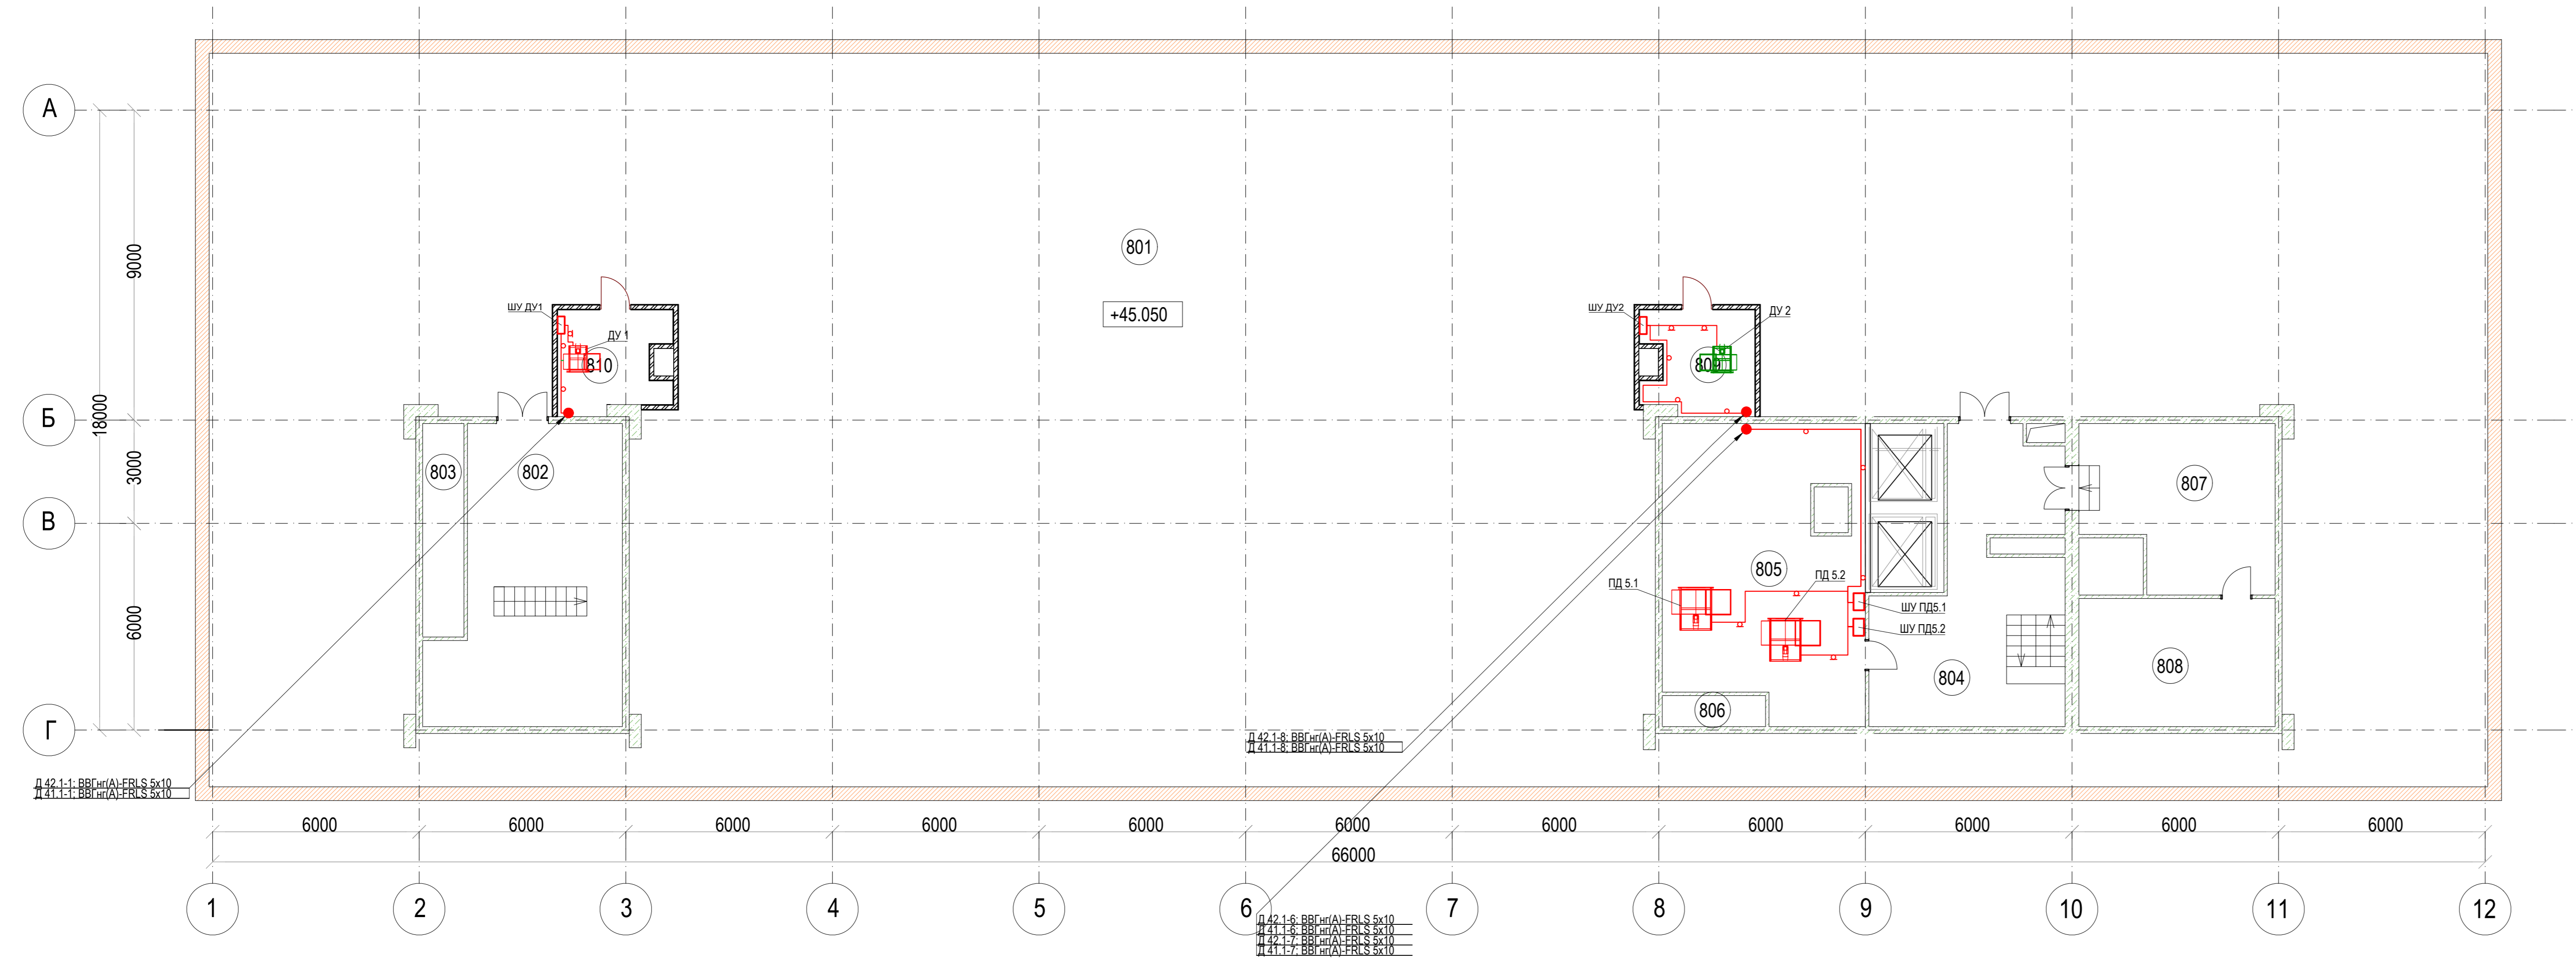 А
801
9000
+45.050
ШУ ДУ1
ДУ 1
810
ШУ ДУ2
ДУ 2
809
18000
Б
3000
803
802
807
В
805
ПД 5.1
ПД 5.2
ШУ ПД5.1
ШУ ПД5.2
6000
808
804
806
Г
Д 42.1-8; ВВГнг(А)-FRLS 5х10
Д 41.1-8; ВВГнг(А)-FRLS 5х10
Д 42.1-1; ВВГнг(А)-FRLS 5х10
Д 41.1-1; ВВГнг(А)-FRLS 5х10
6000 6000 6000 6000 6000 6000 6000 6000 6000 6000 6000
66000
1 2 3 4 5 6 7 8 9 10 11 12
Д 42.1-6; ВВГнг(А)-FRLS 5х10
Д 41.1-6; ВВГнг(А)-FRLS 5х10
Д 42.1-7; ВВГнг(А)-FRLS 5х10
Д 41.1-7; ВВГнг(А)-FRLS 5х10